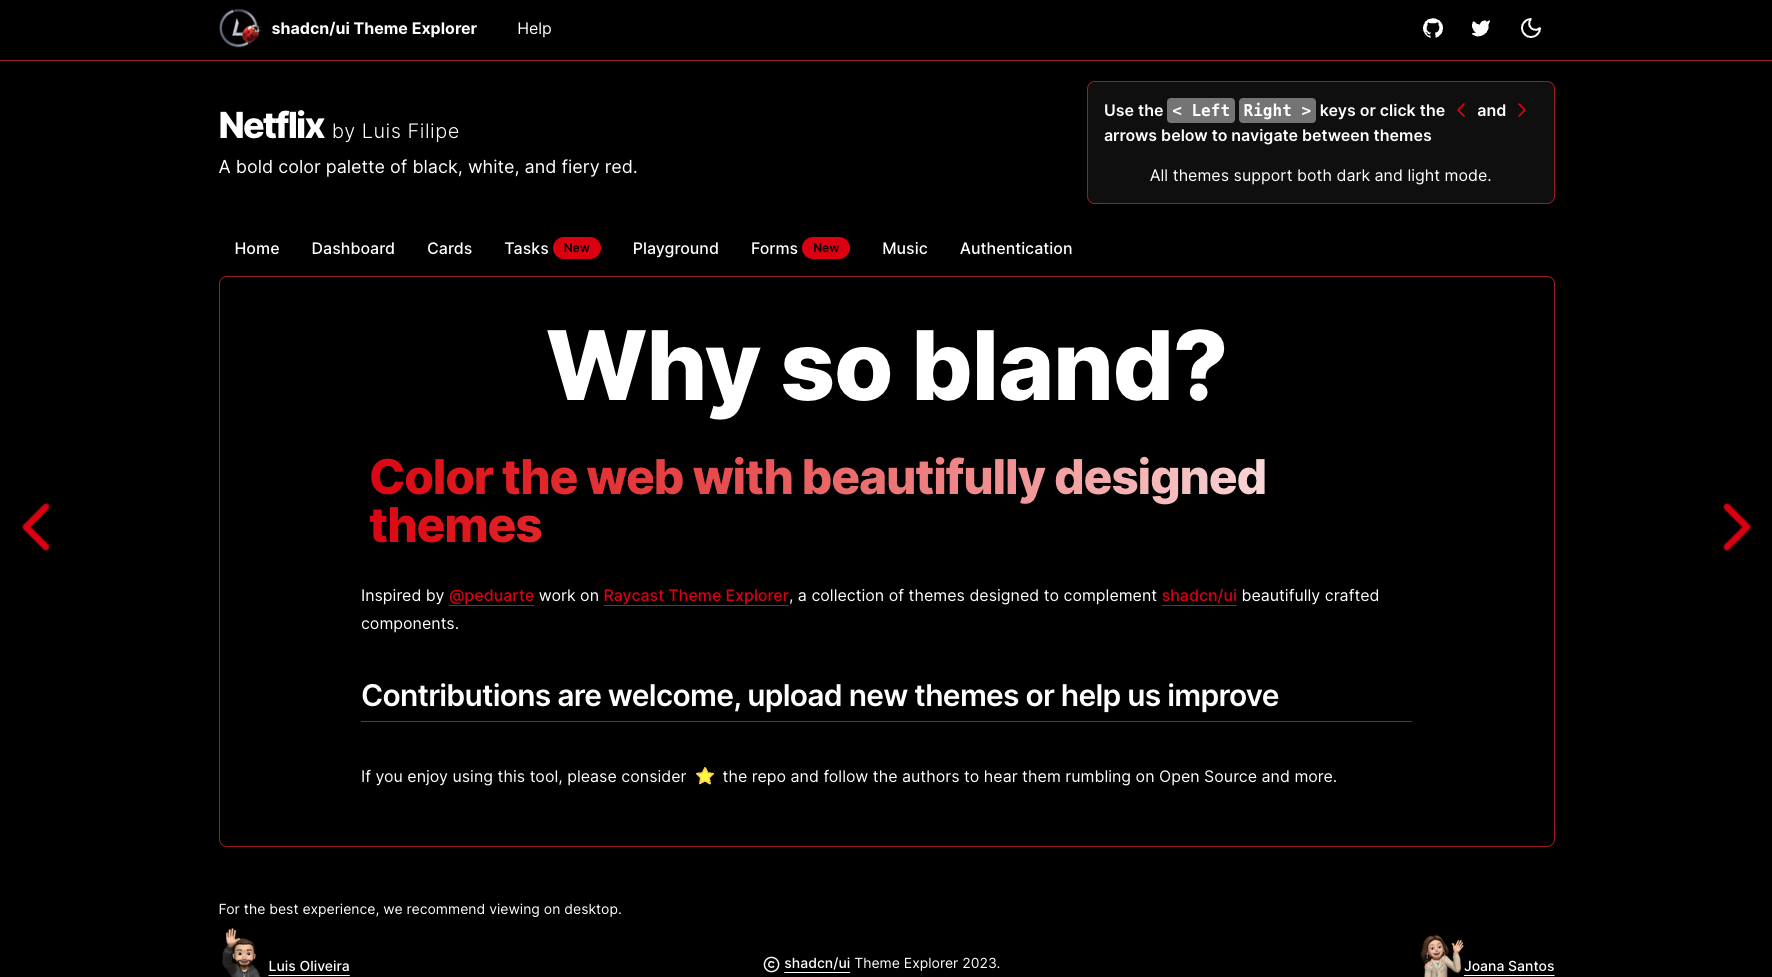 shadcn/ui Theme Explorer Help
Netflix by Luis Filipe
A bold color palette of black, white, and fiery red.
Use the < Left Right > keys or click the < and >
arrows below to navigate between themes
All themes support both dark and light mode.
Home Dashboard Cards Tasks New Playground Forms New Music Authentication
Why so bland?
Color the web with beautifully designed
themes
Inspired by @peduarte work on Raycast Theme Explorer, a collection of themes designed to complement shadcn/ui beautifully crafted
components.
Contributions are welcome, upload new themes or help us improve
If you enjoy using this tool, please consider ⭐ the repo and follow the authors to hear them rumbling on Open Source and more.
For the best experience, we recommend viewing on desktop.
Luis Oliveira
© shadcn/ui Theme Explorer 2023.
Joana Santos